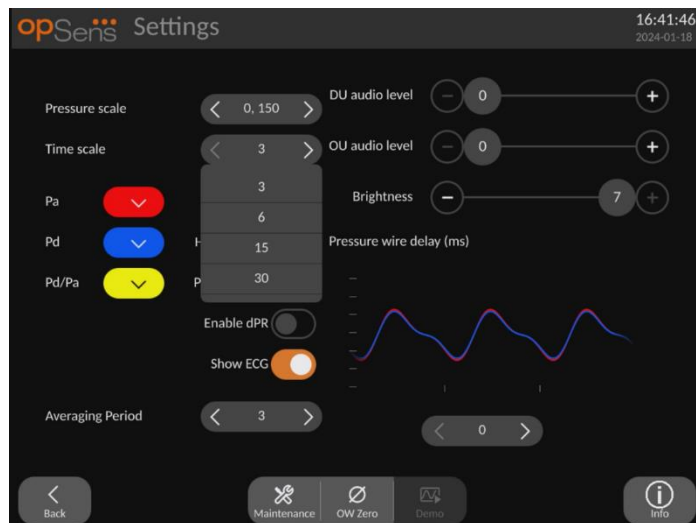 opSens Settings
16:41:46
2024-01-18
Pressure scale
0, 150
DU audio level
0
Time scale
3
OU audio level
0
3
6
15
30
Pa
Brightness
7
Pd
H
Pressure wire delay (ms)
Pd/Pa
P
Enable dPR
Show ECG
Averaging Period
3
0
Back
Maintenance
OW Zero
Demo
Info